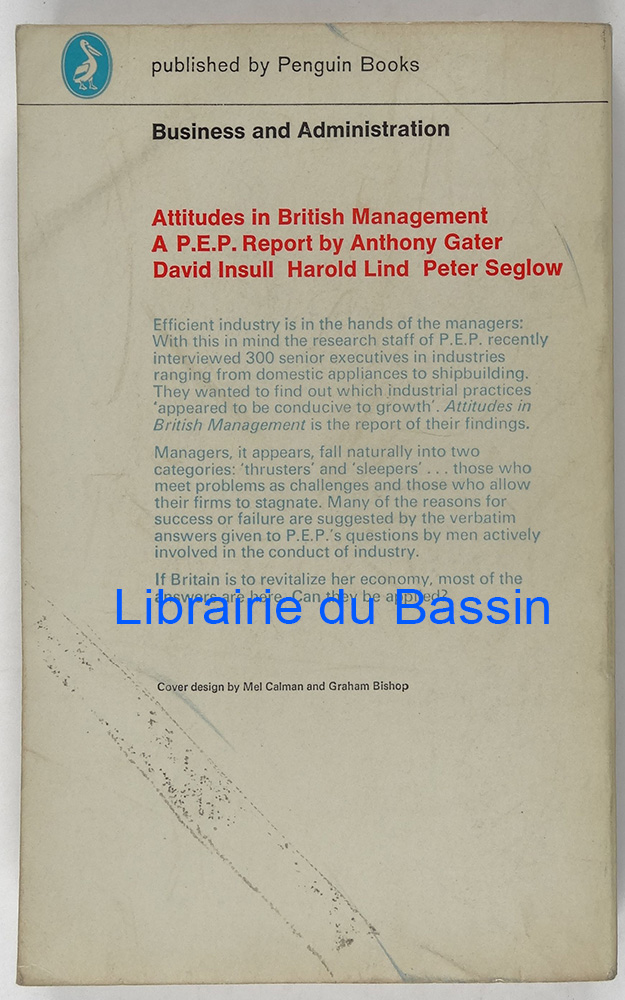 published by Penguin Books
Business and Administration
Attitudes in British Management
A P.E.P. Report by Anthony Gater
David Insull Harold Lind Peter Seglow
Efficient industry is in the hands of the managers:
With this in mind the research staff of P.E.P. recently
interviewed 300 senior executives in industries
ranging from domestic appliances to shipbuilding.
They wanted to find out which industrial practices
'appeared to be conducive to growth'. Attitudes in
British Management is the report of their findings.
Managers, it appears, fall naturally into two
categories: 'thrusters' and 'sleepers' . . . those who
meet problems as challenges and those who allow
their firms to stagnate. Many of the reasons for
success or failure are suggested by the verbatim
answers given to P.E.P.'s questions by men actively
involved in the conduct of industry.
If Britain is to revitalize her economy, most of the
answers are here. Can they be applied?
Librairie du Bassin
Cover design by Mel Calman and Graham Bishop